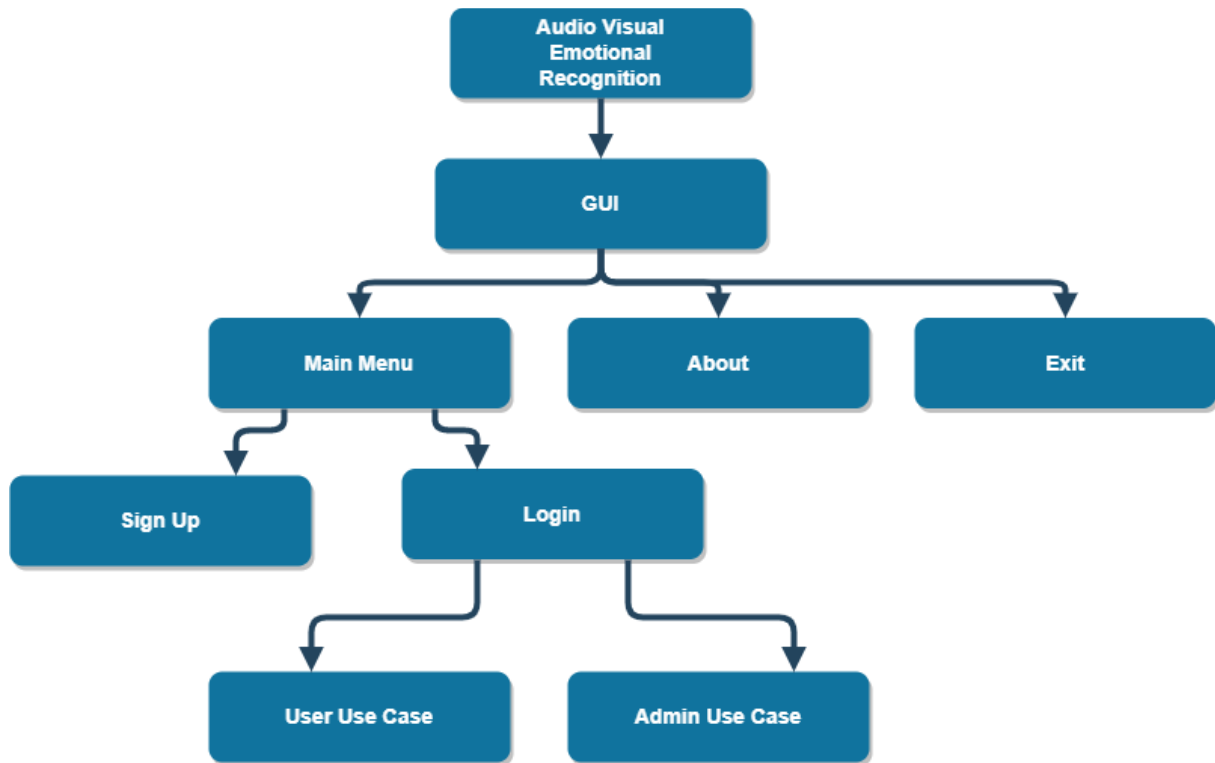 Audio Visual
Emotional
Recognition
GUI
Main Menu
About
Exit
Sign Up
Login
User Use Case
Admin Use Case